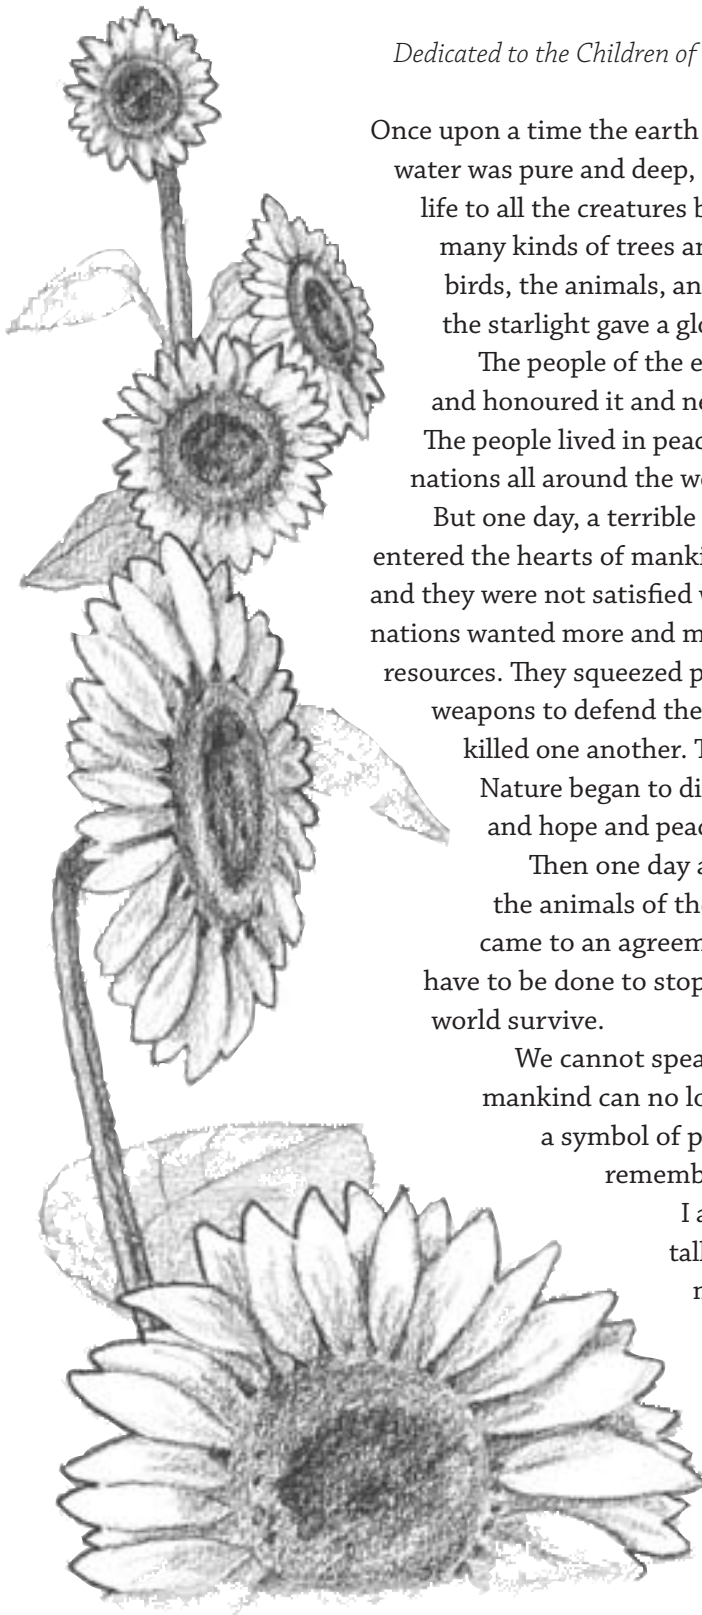 Dedicated to the Children of
Once upon a time the earth
water was pure and deep,
life to all the creatures b
many kinds of trees an
birds, the animals, an
the starlight gave a glo
The people of the e
and honoured it and ne
The people lived in peac
nations all around the wo
But one day, a terrible
entered the hearts of manki
and they were not satisfied w
nations wanted more and m
resources. They squeezed p
weapons to defend the
killed one another. T
Nature began to di
and hope and peac
Then one day a
the animals of the
came to an agreem
have to be done to stop
world survive.
We cannot spea
mankind can no lo
a symbol of p
rememb
I a
tall
n